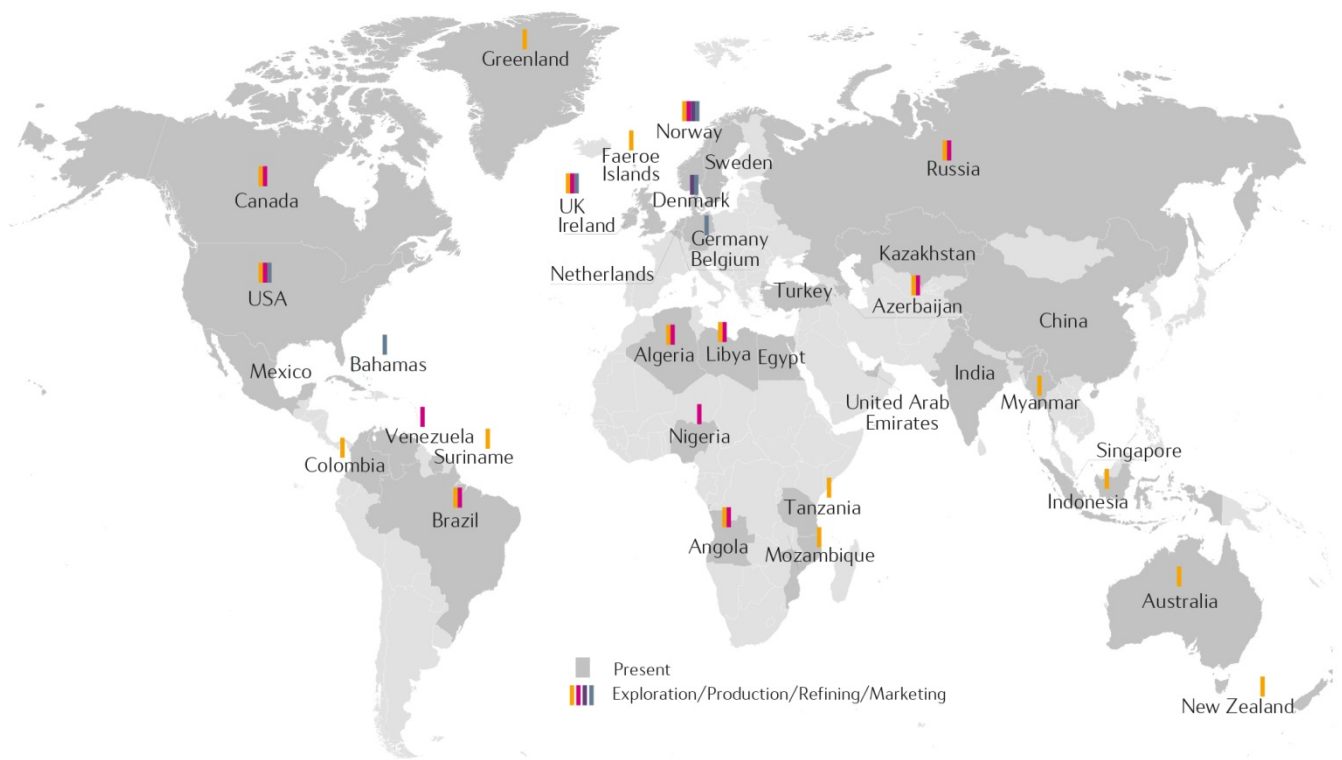 Greenland
Norway
Faeroe
Islands
Sweden
Russia
Canada
Denmark
UK
Ireland
Germany
Belgium
Kazakhstan
Netherlands
USA
Turkey
Azerbaijan
China
Algeria
Libya
Egypt
Bahamas
Mexico
India
Myanmar
United Arab
Emirates
Venezuela
Nigeria
Suriname
Colombia
Singapore
Indonesia
Tanzania
Brazil
Angola
Mozambique
Australia
Present
Exploration/Production/Refining/Marketing
New Zealand